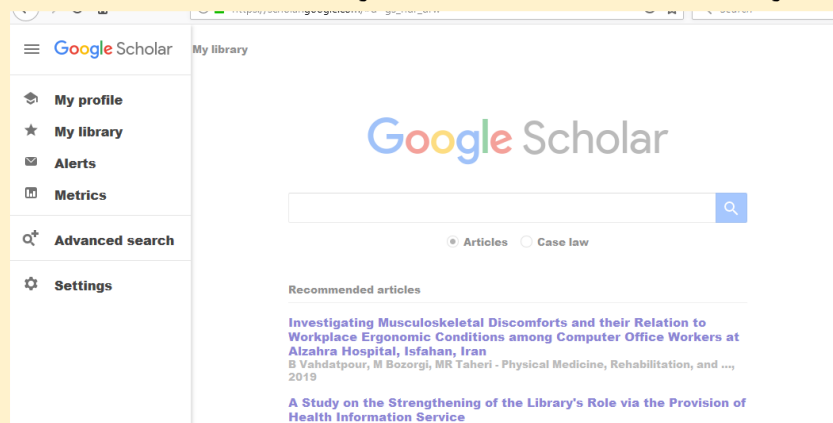 Google Scholar
My library
My profile
My library
Alerts
Metrics
Advanced search
Settings
Google Scholar
Articles
Case law
Recommended articles
Investigating Musculoskeletal Discomforts and their Relation to
Workplace Ergonomic Conditions among Computer Office Workers at
Alzahra Hospital, Isfahan, Iran
B Vahdatpour, M Bozorgi, MR Taheri - Physical Medicine, Rehabilitation, and ...,
2019
A Study on the Strengthening of the Library's Role via the Provision of
Health Information Service